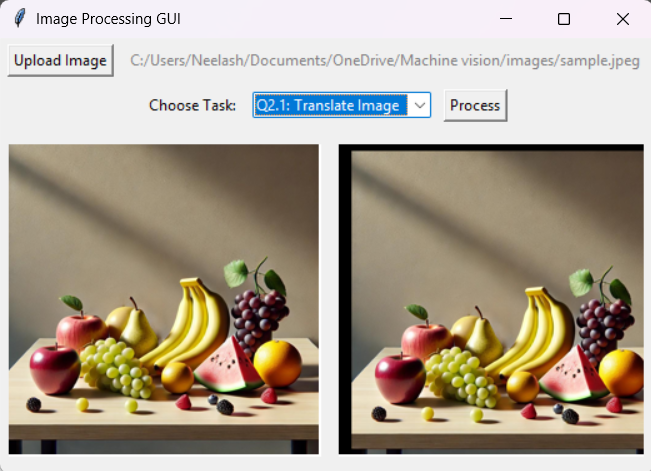 Image Processing GUI
Upload Image C:/Users/Neelash/Documents/OneDrive/Machine vision/images/sample.jpeg
Choose Task: Q2.1: Translate Image Process